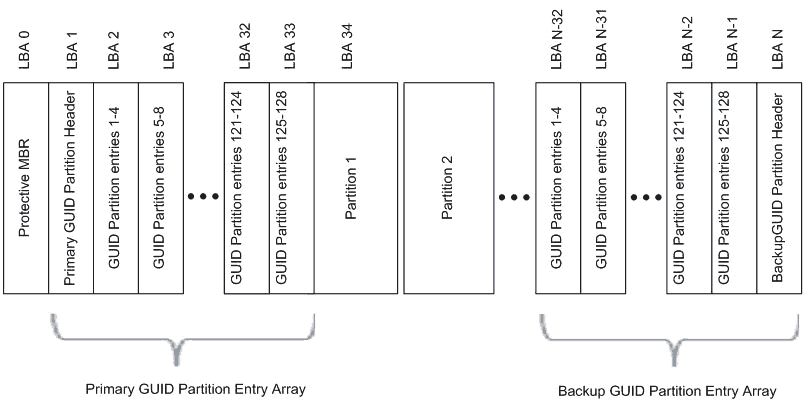 LBA 0
LBA 1
LBA 2
LBA 3
LBA 32
LBA 33
LBA 34
LBA N-32
LBA N-31
LBA N-2
LBA N-1
LBA N
Protective MBR
Primary GUID Partition Header
GUID Partition entries 1-4
GUID Partition entries 5-8
GUID Partition entries 121-124
GUID Partition entries 125-128
Partition 1
Partition 2
GUID Partition entries 1-4
GUID Partition entries 5-8
GUID Partition entries 121-124
GUID Partition entries 125-128
BackupGUID Partition Header
Primary GUID Partition Entry Array
Backup GUID Partition Entry Array